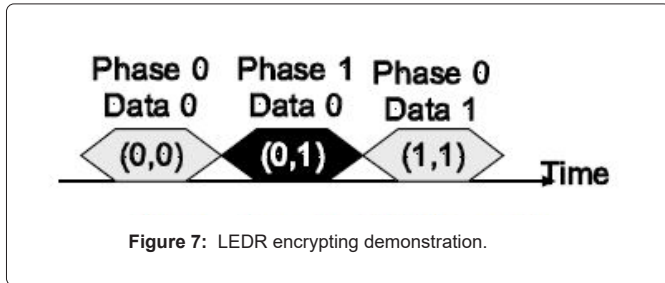 Phase 0 Phase 1 Phase 0
Data 0 Data 0 Data 1
(0,0) (0,1) (1,1)
Time
Figure 7: LEDR encrypting demonstration.